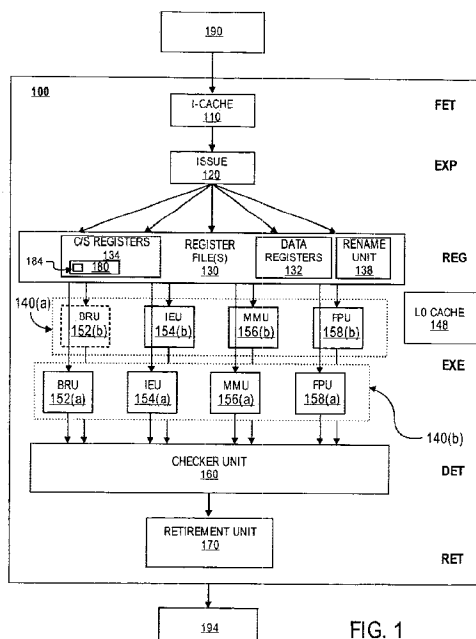 190
100
I-CACHE
110
FET
ISSUE
120
EXP
C/S REGISTERS
134
180
184
REGISTER
FILE(S)
130
DATA
REGISTERS
132
RENAME
UNIT
138
REG
140(a)
BRU
152(b)
IEU
154(b)
MMU
156(b)
FPU
158(b)
L0 CACHE
148
EXE
BRU
152(a)
IEU
154(a)
MMU
156(a)
FPU
158(a)
140(b)
CHECKER UNIT
160
DET
RETIREMENT UNIT
170
RET
194
FIG. 1